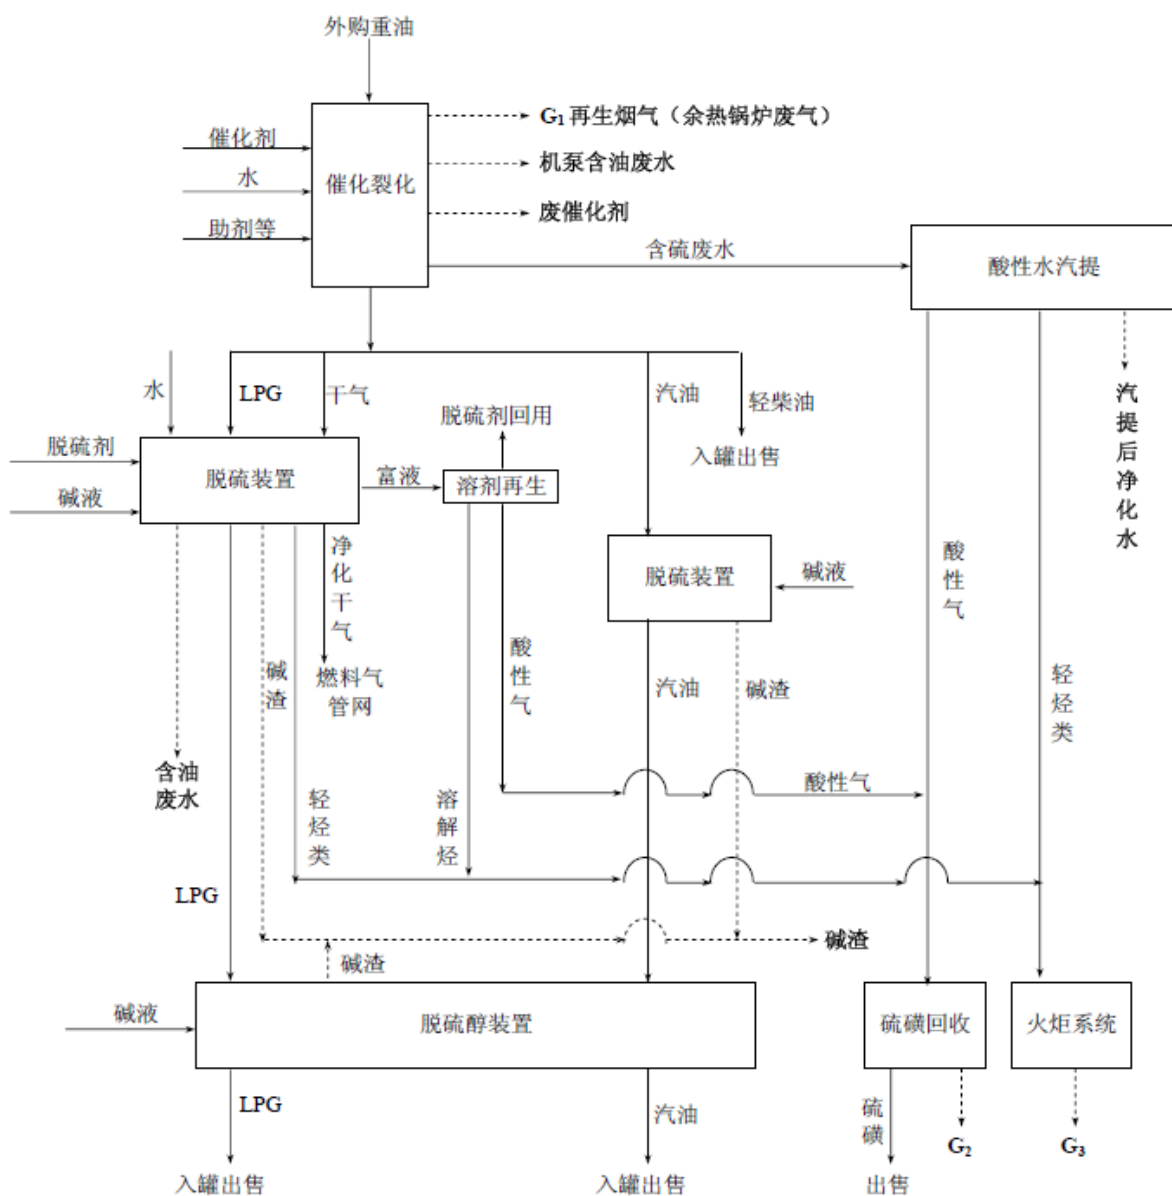 外购重油
G₁ 再生烟气（余热锅炉废气）
催化剂
机泵含油废水
水
催化裂化
废催化剂
助剂等
含硫废水
酸性水汽提
水
LPG
干气
汽油
轻柴油
汽提后净化水
脱硫剂回用
脱硫剂
入罐出售
脱硫装置
富液
溶剂再生
碱液
净化干气
酸性气
脱硫装置
碱液
碱渣
酸性气
燃料气
管网
汽油
碱渣
轻烃类
含油
废水
酸性气
轻烃类
溶解烃
LPG
碱渣
碱渣
碱液
脱硫醇装置
硫磺回收
火炬系统
LPG
汽油
硫磺
G₂
G₃
入罐出售
入罐出售
出售